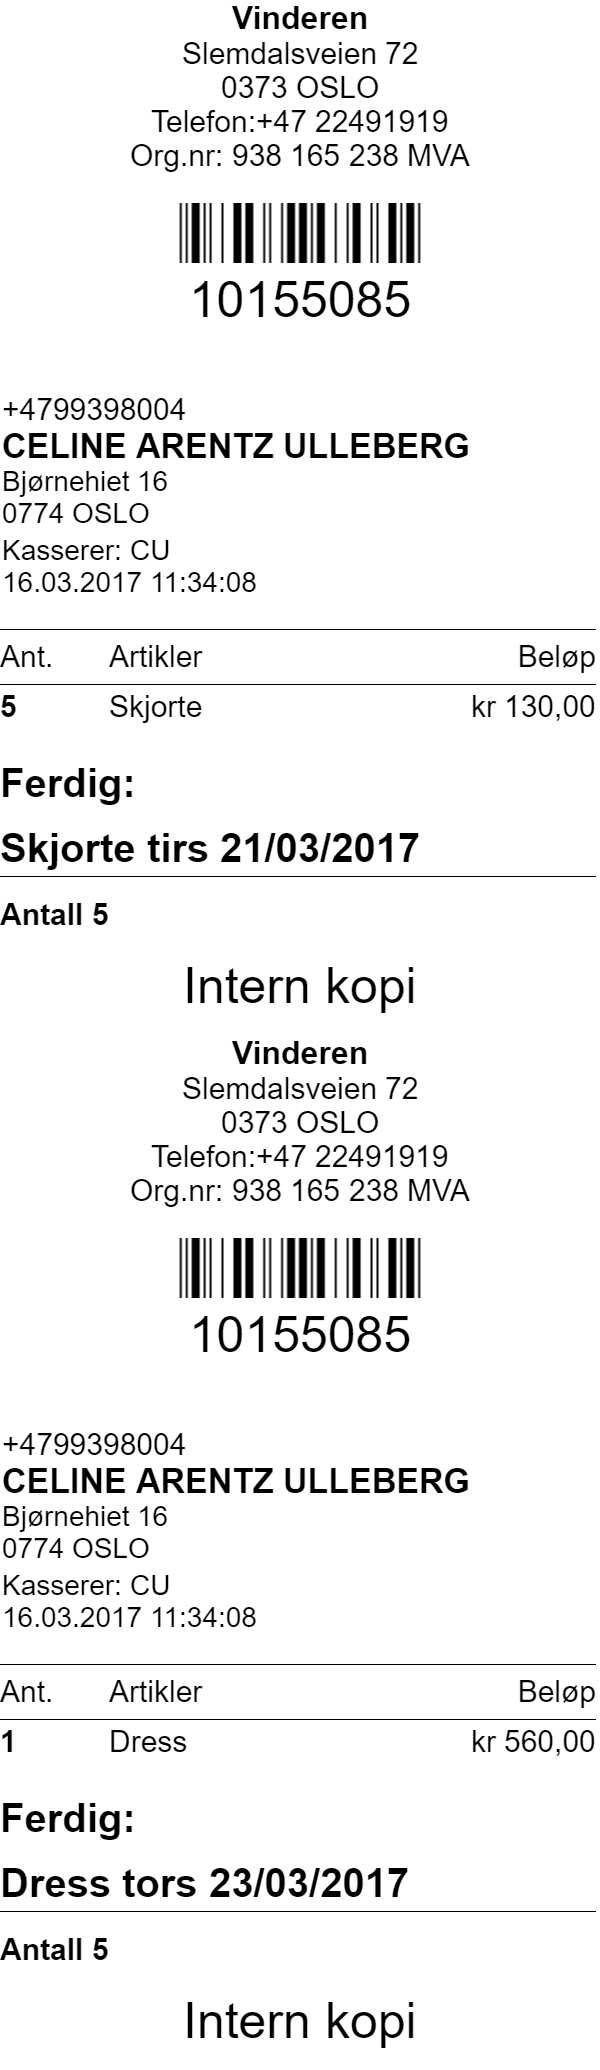 Vinderen
Slemdalsveien 72
0373 OSLO
Telefon:+47 22491919
Org.nr: 938 165 238 MVA
10155085
+4799398004
CELINE ARENTZ ULLEBERG
Bjørnehiet 16
0774 OSLO
Kasserer: CU
16.03.2017 11:34:08
Ant. Artikler Beløp
5 Skjorte kr 130,00
Ferdig:
Skjorte tirs 21/03/2017
Antall 5
Intern kopi
Vinderen
Slemdalsveien 72
0373 OSLO
Telefon:+47 22491919
Org.nr: 938 165 238 MVA
10155085
+4799398004
CELINE ARENTZ ULLEBERG
Bjørnehiet 16
0774 OSLO
Kasserer: CU
16.03.2017 11:34:08
Ant. Artikler Beløp
1 Dress kr 560,00
Ferdig:
Dress tors 23/03/2017
Antall 5
Intern kopi